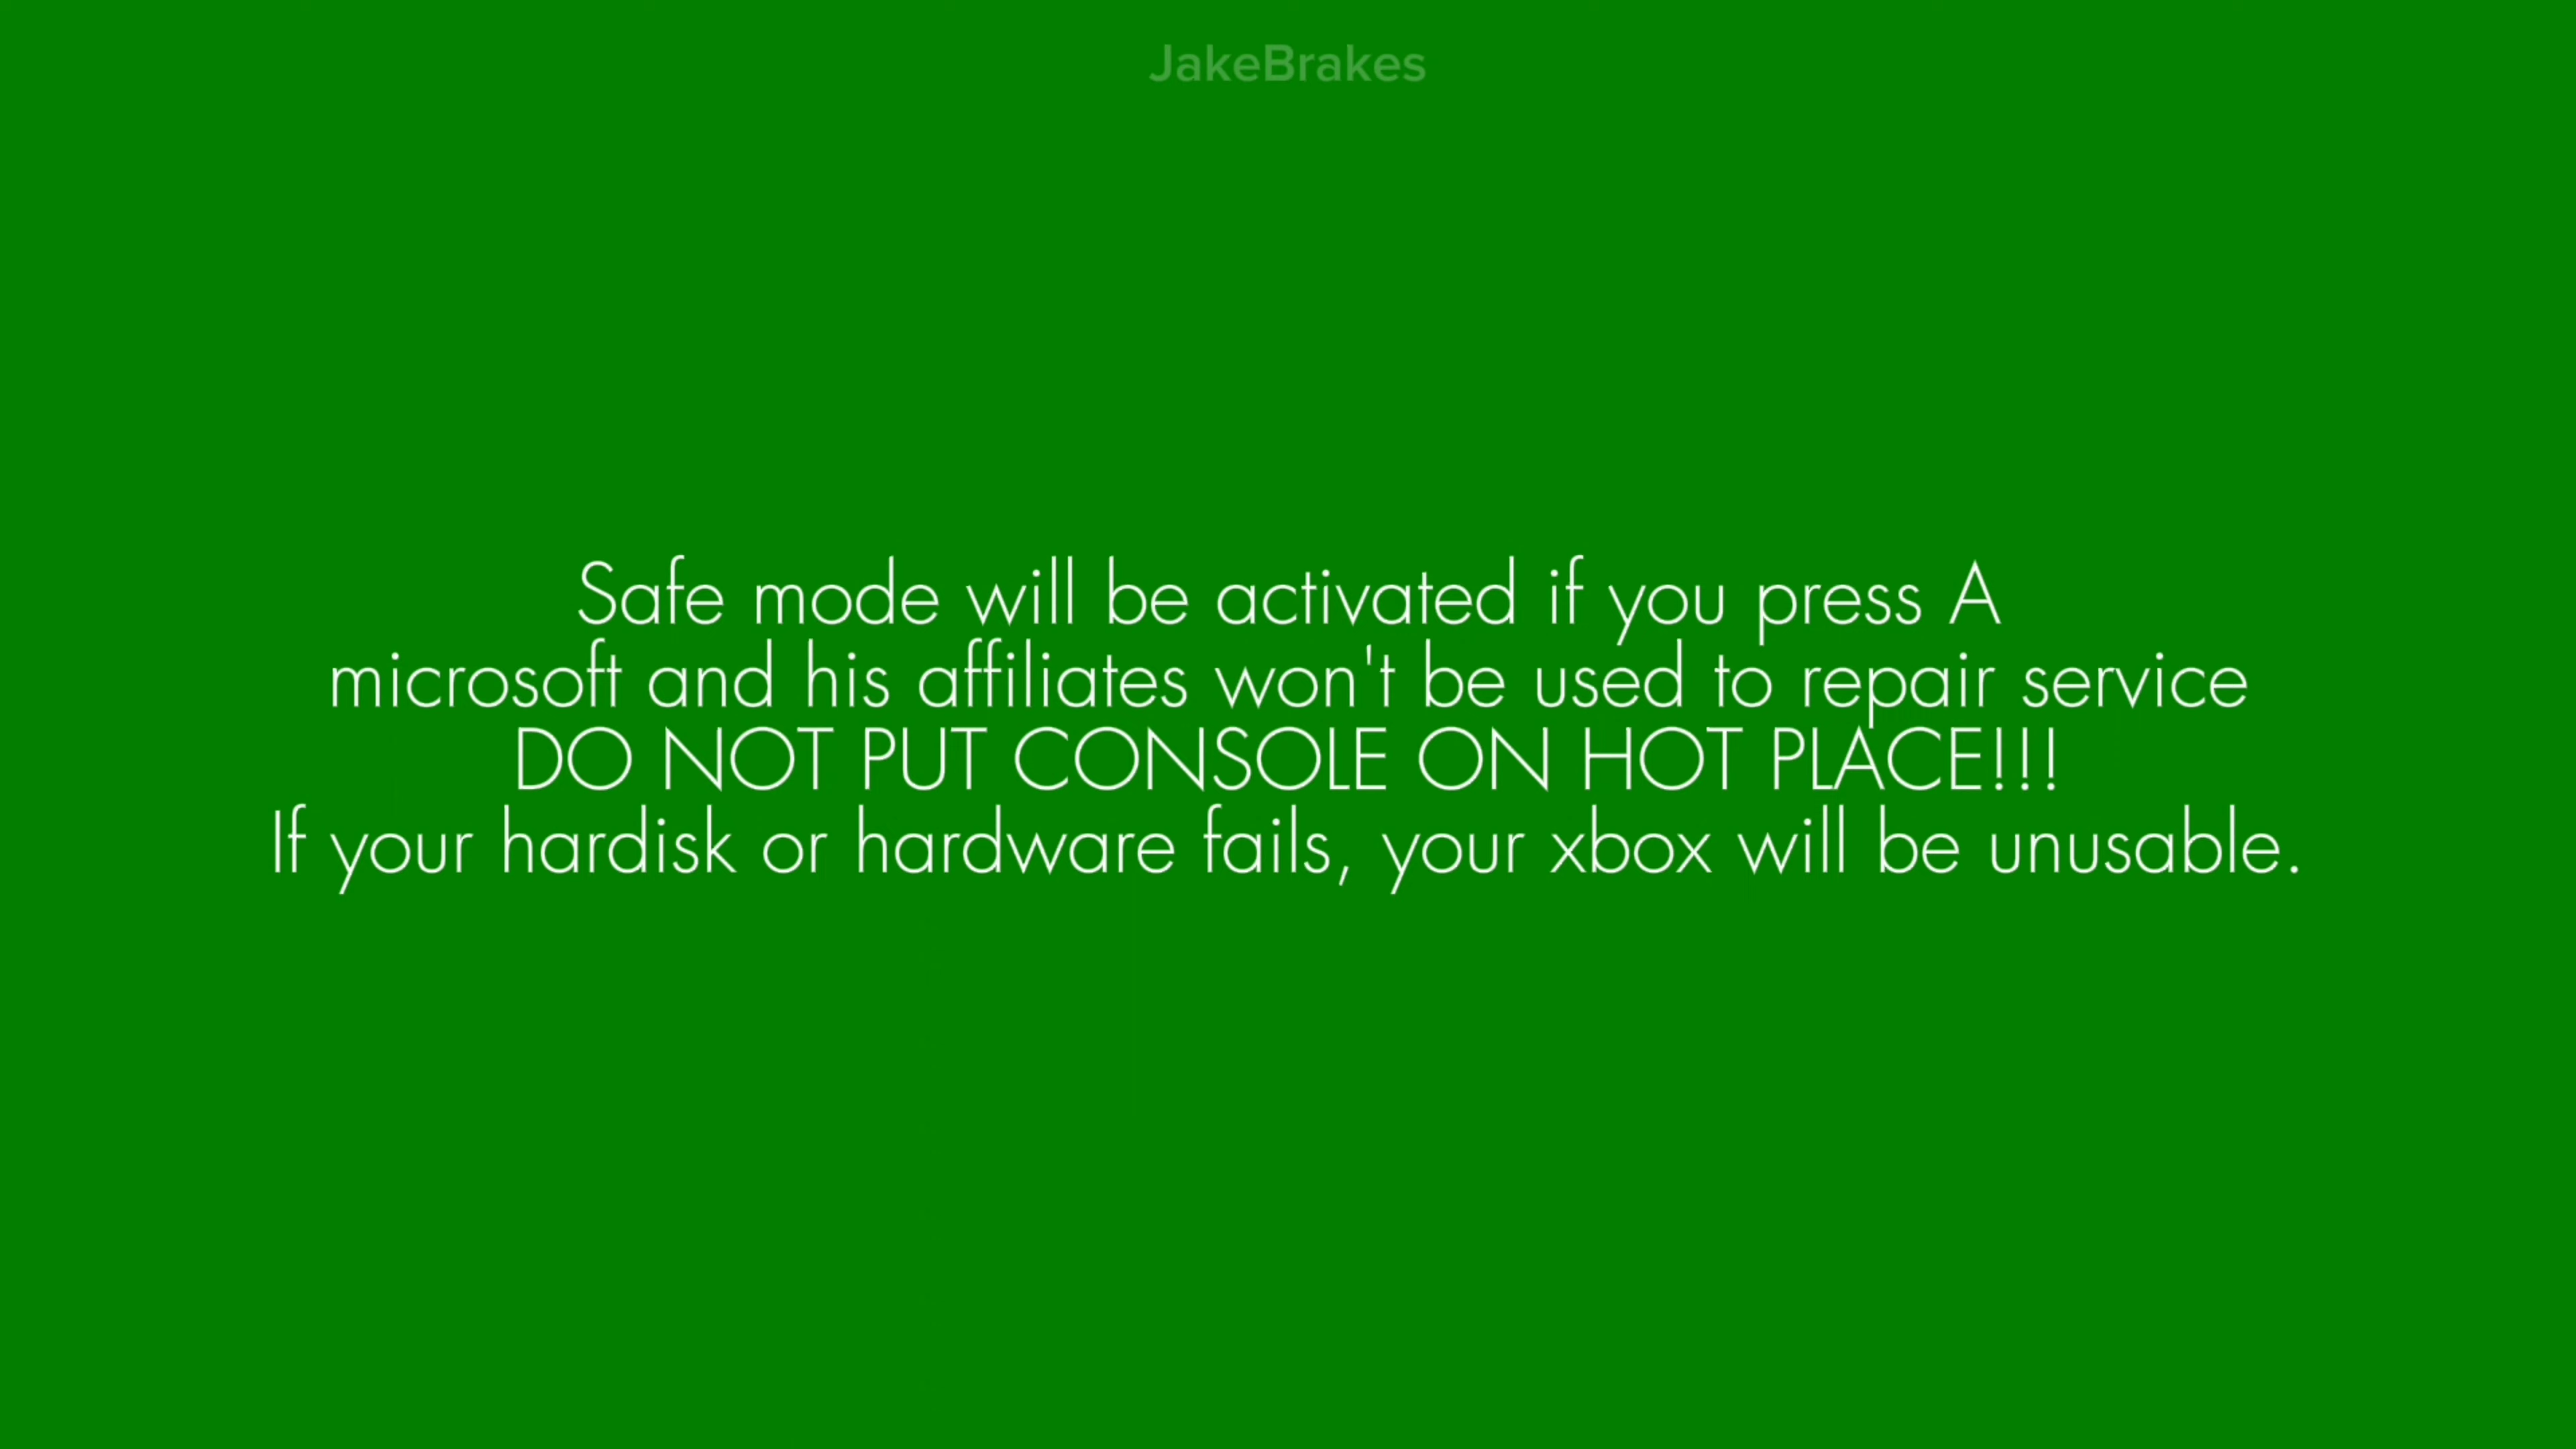 JakeBrakes
Safe mode will be activated if you press A
microsoft and his affiliates won't be used to repair service
DO NOT PUT CONSOLE ON HOT PLACE!!!
If your hardisk or hardware fails, your xbox will be unusable.